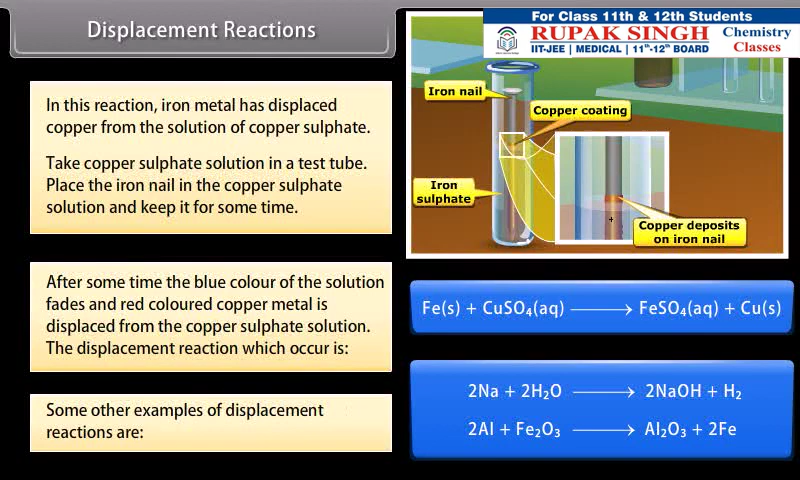 Displacement Reactions
For Class 11th & 12th Students
RUPAK SINGH
Chemistry
Classes
IIT-JEE | MEDICAL | 11ᵗʰ-12ᵗʰ BOARD
In this reaction, iron metal has displaced
copper from the solution of copper sulphate.
Take copper sulphate solution in a test tube.
Place the iron nail in the copper sulphate
solution and keep it for some time.
Iron nail
Copper coating
Iron
sulphate
Copper deposits
on iron nail
After some time the blue colour of the solution
fades and red coloured copper metal is
displaced from the copper sulphate solution.
The displacement reaction which occur is:
Fe(s) + CuSO₄(aq) ⟶ FeSO₄(aq) + Cu(s)
Some other examples of displacement
reactions are:
2Na + 2H₂O ⟶ 2NaOH + H₂
2Al + Fe₂O₃ ⟶ Al₂O₃ + 2Fe